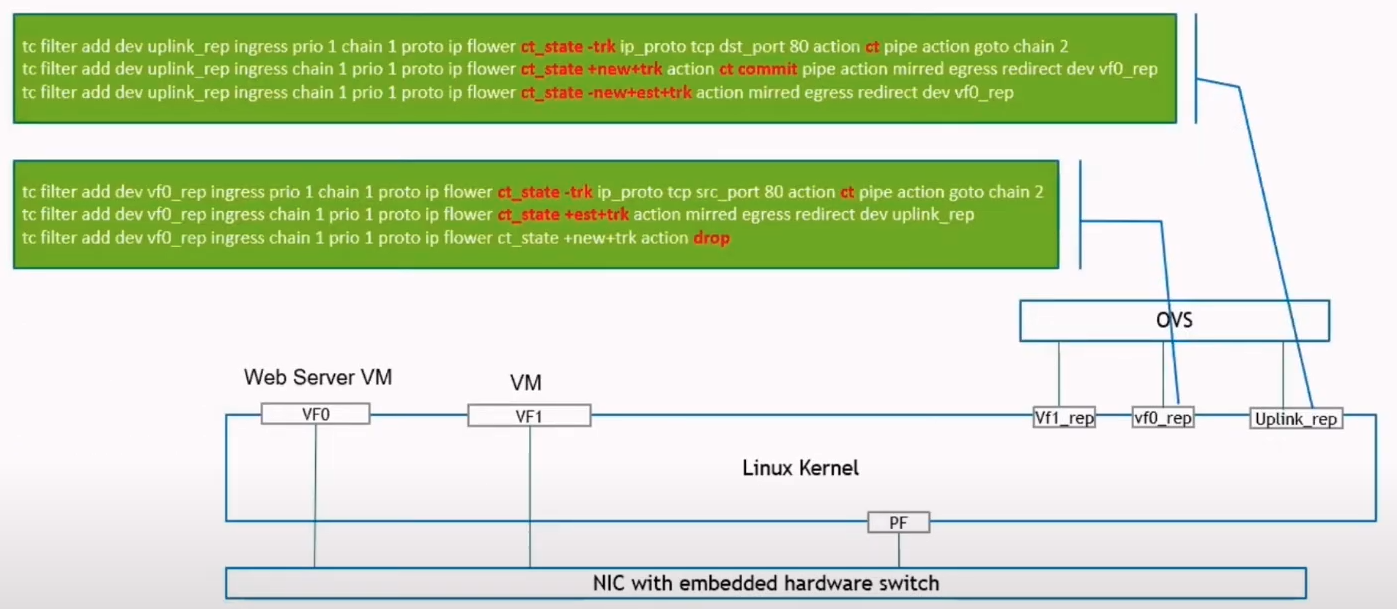 tc filter add dev uplink_rep ingress prio 1 chain 1 proto ip flower ct_state -trk ip_proto tcp dst_port 80 action ct pipe action goto chain 2
tc filter add dev uplink_rep ingress chain 1 prio 1 proto ip flower ct_state +new+trk action ct commit pipe action mirred egress redirect dev vf0_rep
tc filter add dev uplink_rep ingress chain 1 prio 1 proto ip flower ct_state -new+est+trk action mirred egress redirect dev vf0_rep
tc filter add dev vf0_rep ingress prio 1 chain 1 proto ip flower ct_state -trk ip_proto tcp src_port 80 action ct pipe action goto chain 2
tc filter add dev vf0_rep ingress chain 1 prio 1 proto ip flower ct_state +est+trk action mirred egress redirect dev uplink_rep
tc filter add dev vf0_rep ingress chain 1 prio 1 proto ip flower ct_state +new+trk action drop
OVS
Web Server VM
VM
VF0
VF1
Vf1_rep
vf0_rep
Uplink_rep
Linux Kernel
PF
NIC with embedded hardware switch